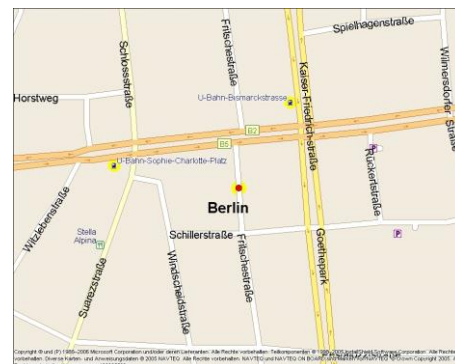 Spielhagenstraße
Schlossstraße
Fritschestraße
Kaiser-Friedrich-straße
Wilmersdorfer Straße
Horstweg
U-Bahn-Bismarckstrasse
B2
B5
U-Bahn-Sophie-Charlotte-Platz
P
Rückertstraße
Witzlebenstraße
Berlin
Stella
Alpina
Schillerstraße
P
Suarezstraße
Windscheidstraße
Fritschestraße
Goethepark